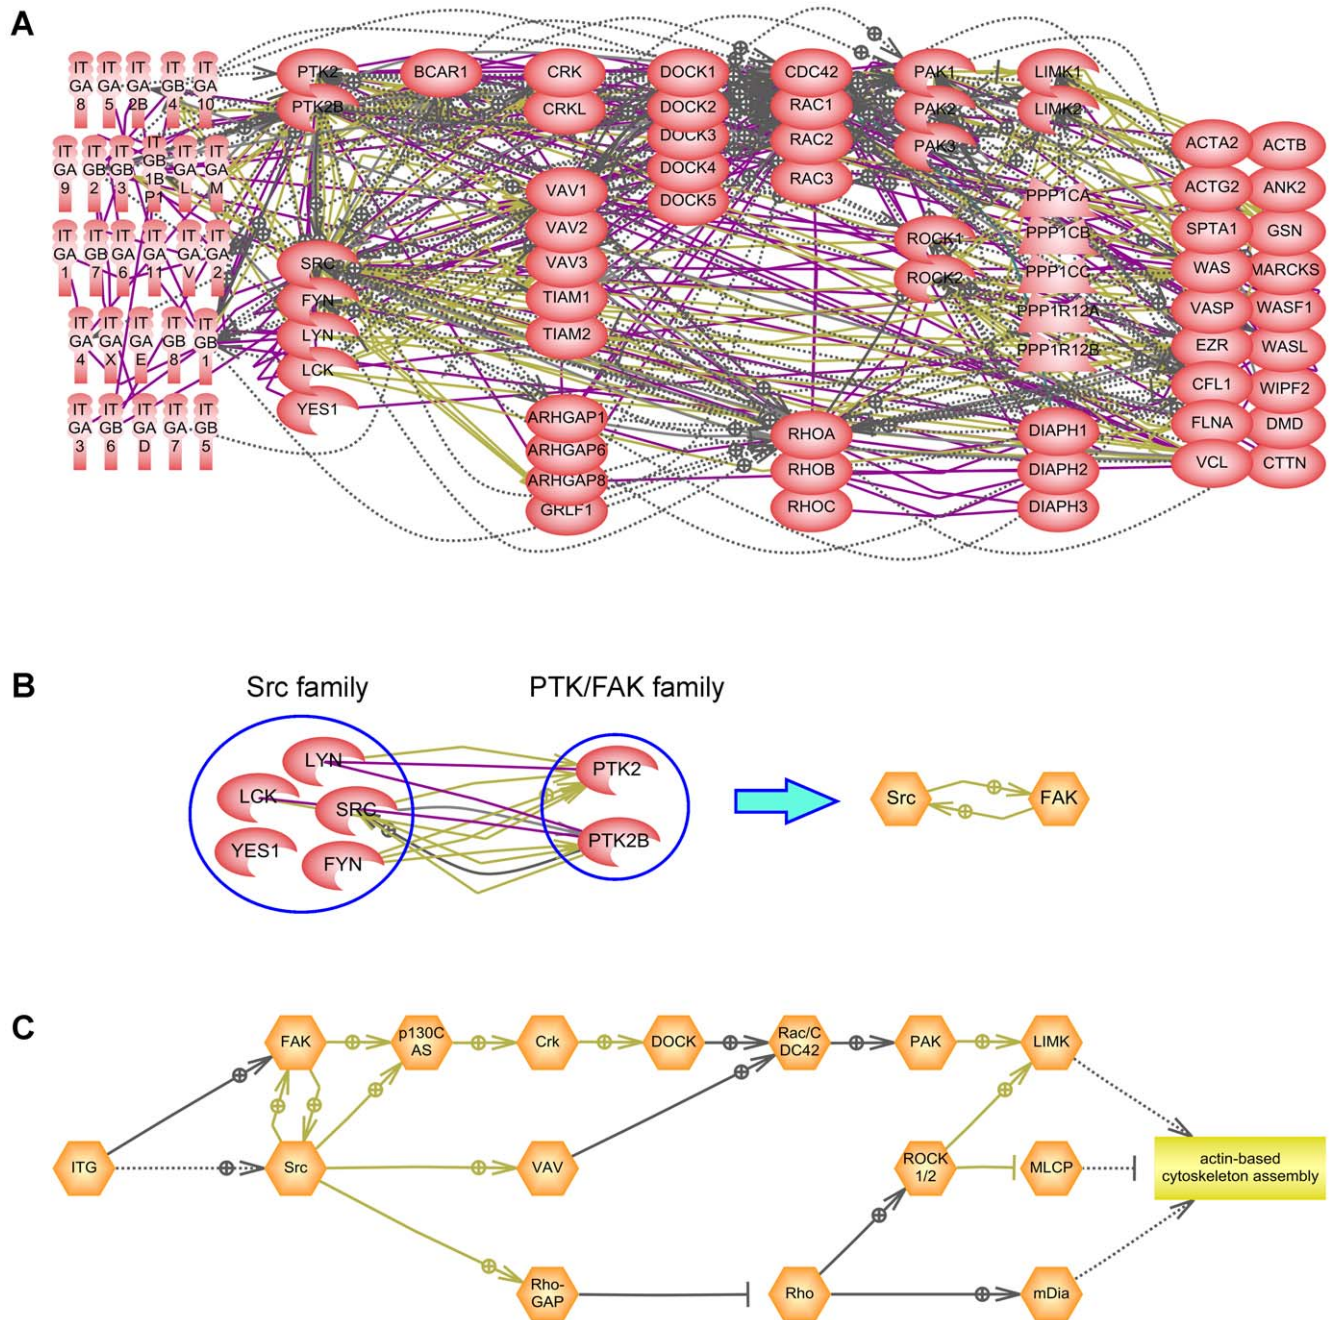 A
IT IT IT IT IT
GA GA GA GB GA
8 5 2B 4 10
IT IT IT IT IT IT
GA GB GB GB GA GA
9 2 3 1B L M
P1
IT IT IT IT IT IT
GA GB GA GA GA GA
1 7 6 11 V 2
IT IT IT IT IT
GA GA GA GB GB
4 X E 8 1
IT IT IT IT IT
GA GB GA GA GB
3 6 D 7 5
PTK2
PTK2B
SRC
FYN
LYN
LCK
YES1
BCAR1
CRK
CRKL
VAV1
VAV2
VAV3
TIAM1
TIAM2
ARHGAP1
ARHGAP6
ARHGAP8
GRLF1
DOCK1
DOCK2
DOCK3
DOCK4
DOCK5
CDC42
RAC1
RAC2
RAC3
RHOA
RHOB
RHOC
PAK1
PAK2
PAK3
ROCK1
ROCK2
LIMK1
LIMK2
PPP1CA
PPP1CB
PPP1CC
PPP1R12A
PPP1R12B
DIAPH1
DIAPH2
DIAPH3
ACTA2 ACTB
ACTG2 ANK2
SPTA1 GSN
WAS MARCKS
VASP WASF1
EZR WASL
CFL1 WIPF2
FLNA DMD
VCL CTTN
B
Src family
PTK/FAK family
LYN
LCK
SRC
YES1
FYN
PTK2
PTK2B
Src
FAK
C
FAK
p130C
AS
Crk
DOCK
Rac/C
DC42
PAK
LIMK
ITG
Src
VAV
ROCK
1/2
MLCP
actin-based
cytoskeleton assembly
Rho-
GAP
Rho
mDia